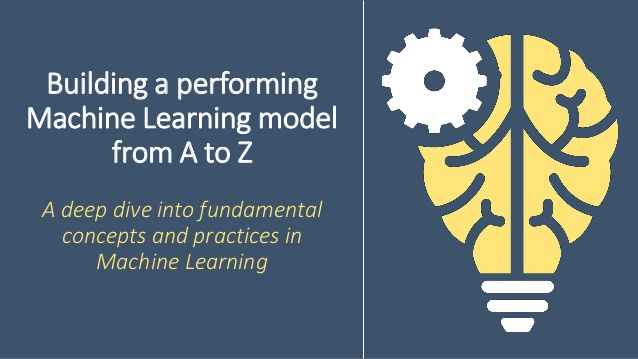 Building a performing
Machine Learning model
from A to Z
A deep dive into fundamental
concepts and practices in
Machine Learning